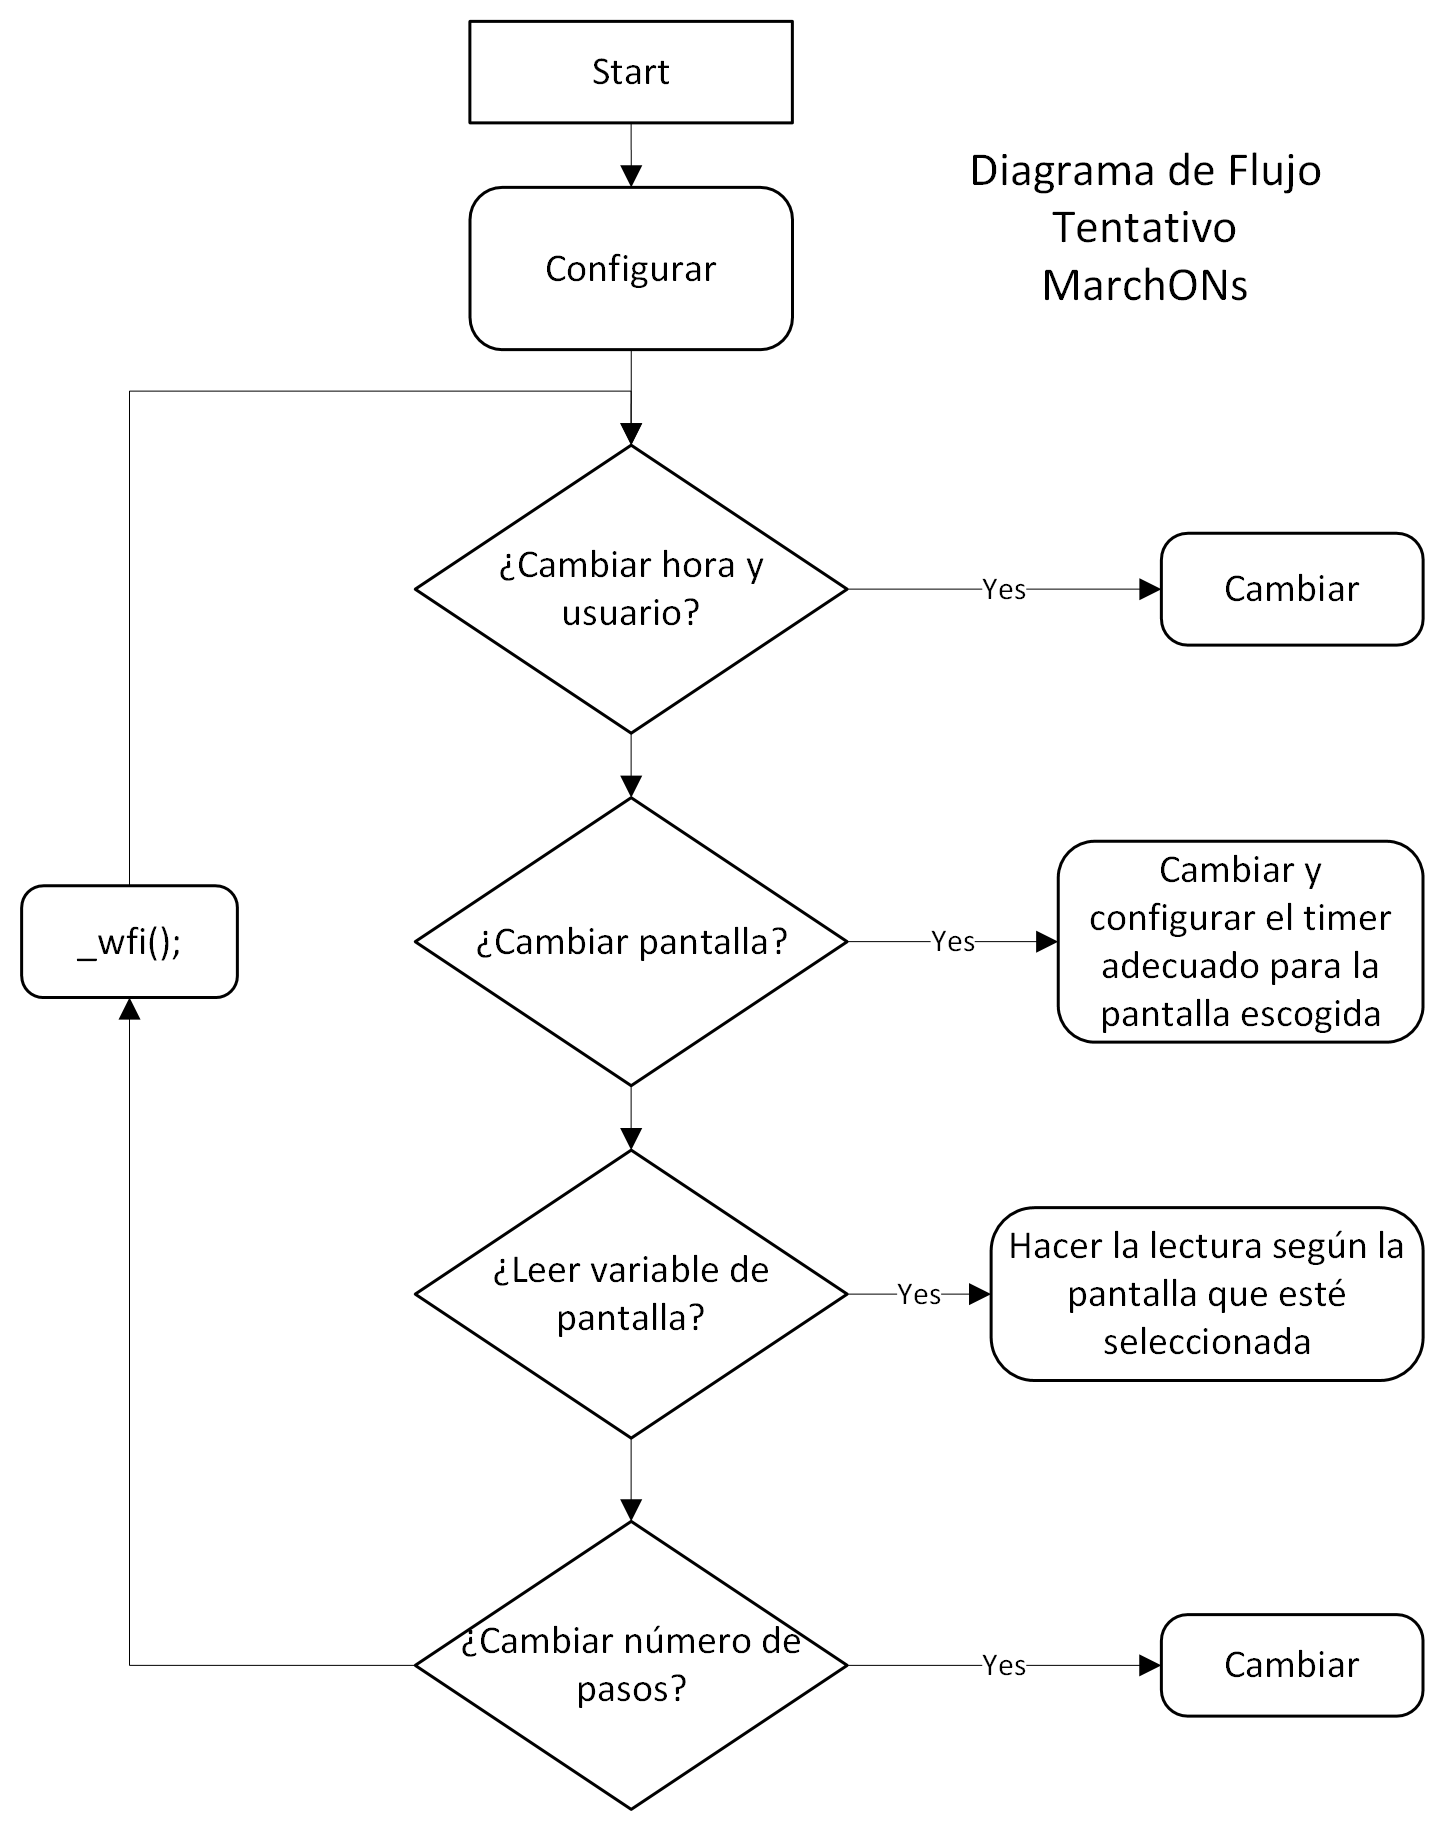 Start
Diagrama de Flujo
Tentativo
MarchONs
Configurar
¿Cambiar hora y
usuario?
Yes
Cambiar
¿Cambiar pantalla?
Yes
Cambiar y
configurar el timer
adecuado para la
pantalla escogida
_wfi();
¿Leer variable de
pantalla?
Yes
Hacer la lectura según la
pantalla que esté
seleccionada
¿Cambiar número de
pasos?
Yes
Cambiar